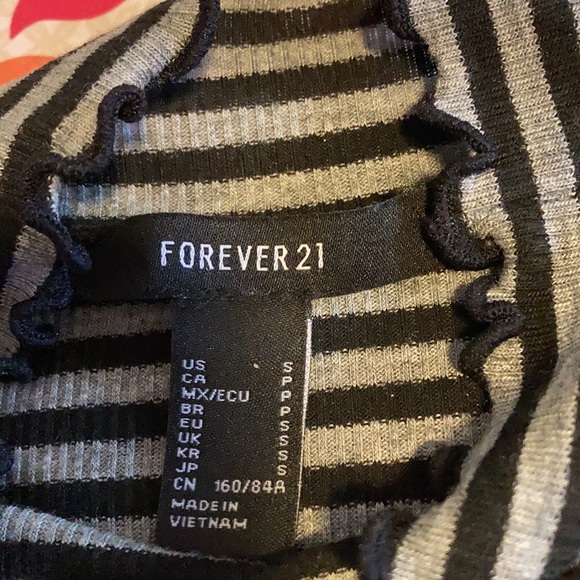 FOREVER 21
US S
CA P
MX/ECU P
BR P
EU S
UK S
KR S
JP S
CN 160/84A
MADE IN
VIETNAM